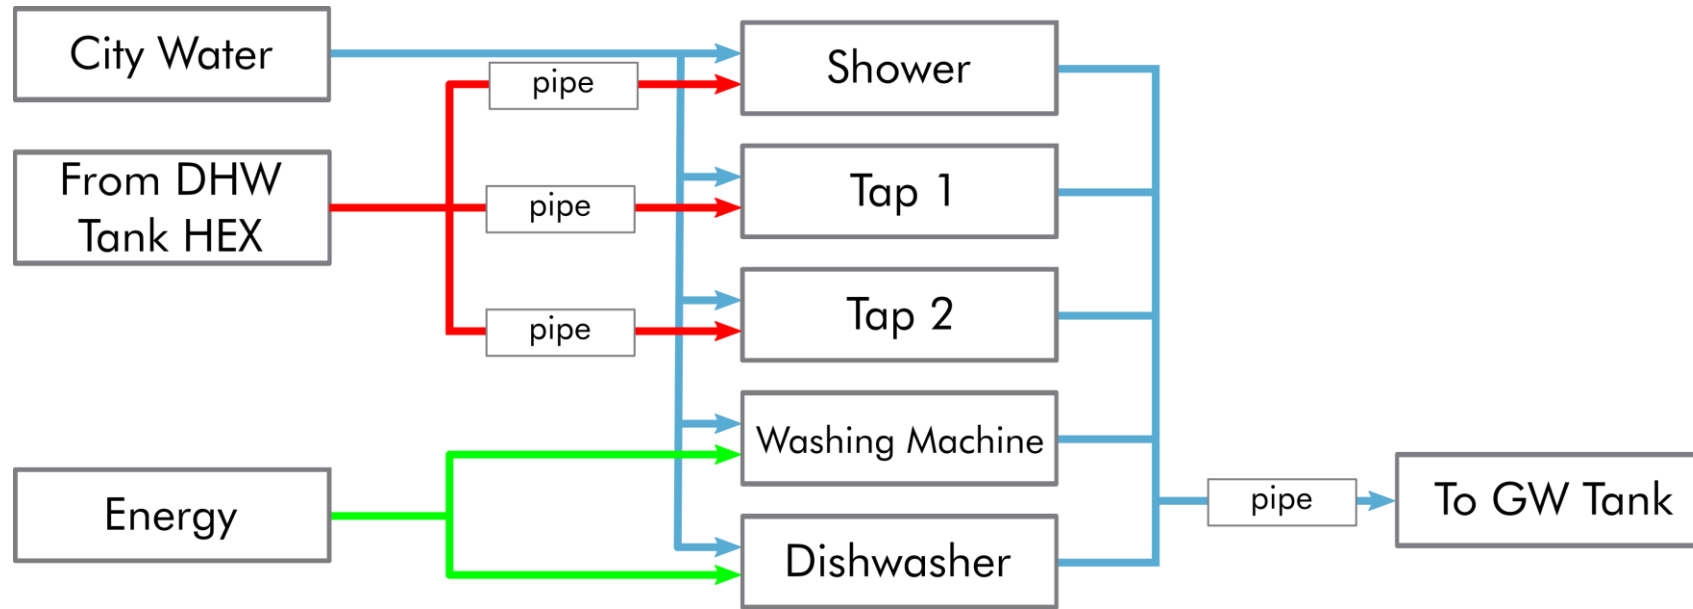 City Water
From DHW
Tank HEX
Energy
pipe
pipe
pipe
Shower
Tap 1
Tap 2
Washing Machine
Dishwasher
pipe
To GW Tank